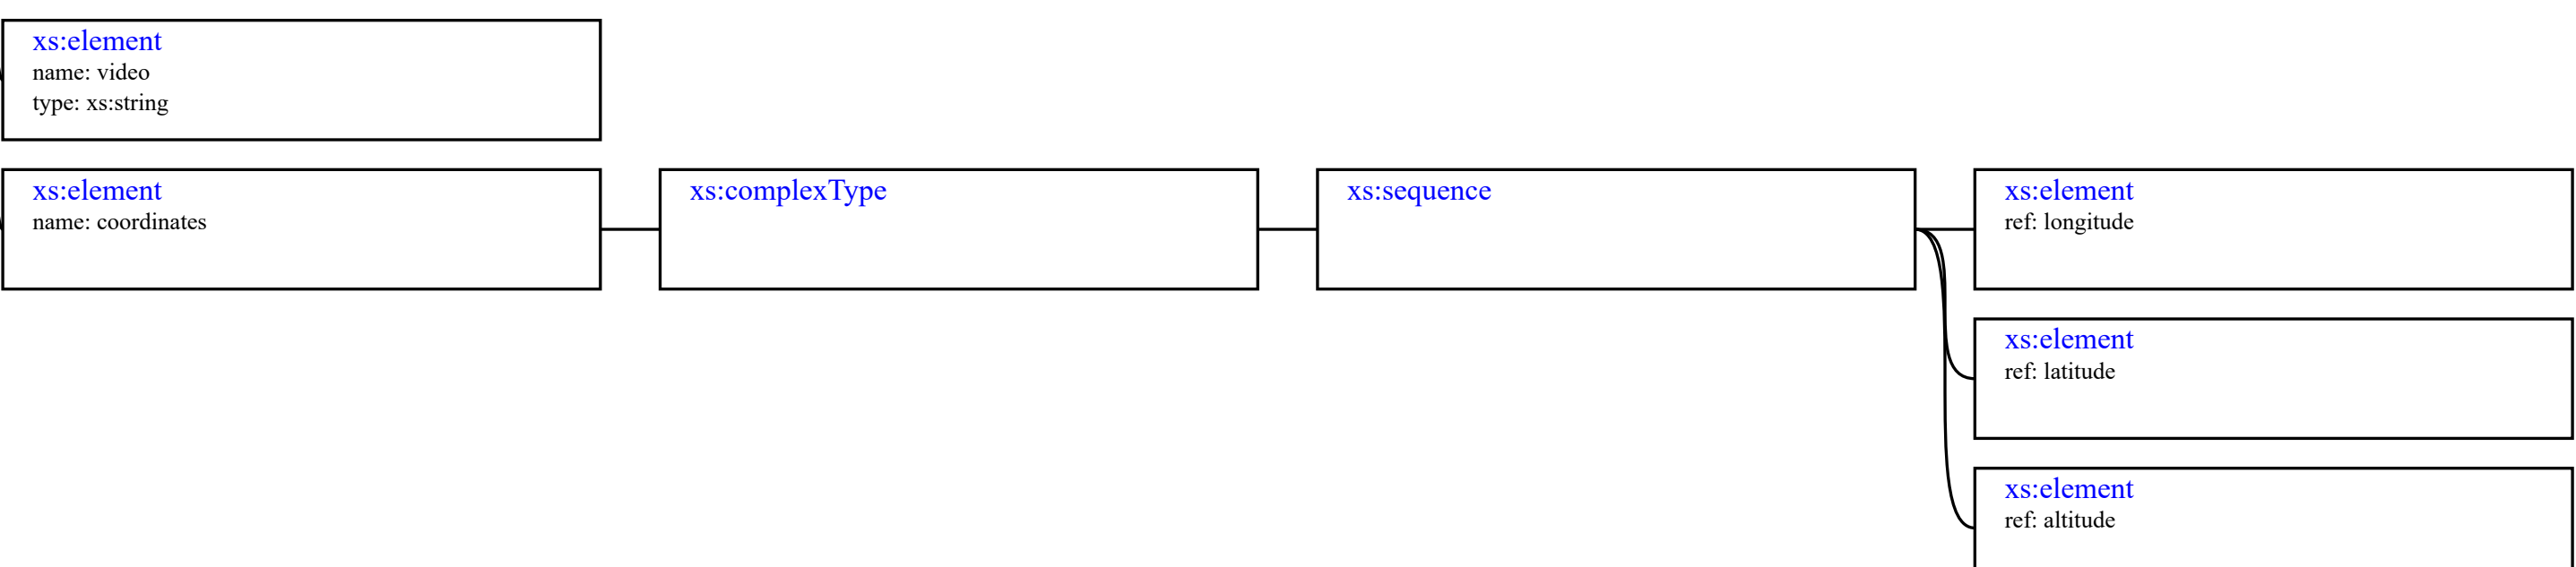 xs:element
name: video
type: xs:string
xs:element
name: coordinates
xs:complexType
xs:sequence
xs:element
ref: longitude
xs:element
ref: latitude
xs:element
ref: altitude